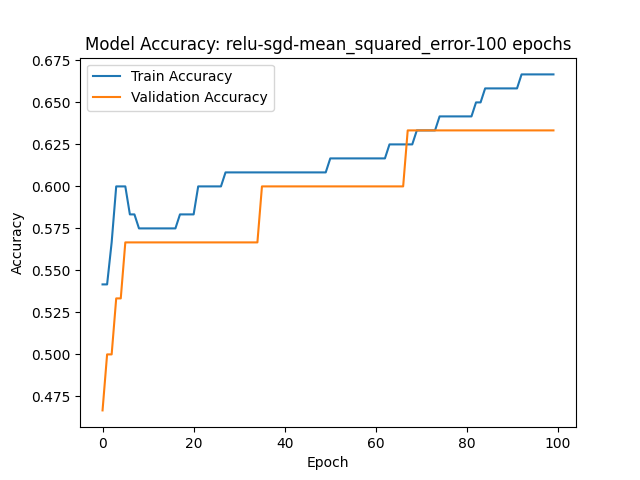 Model Accuracy: relu-sgd-mean_squared_error-100 epochs
Train Accuracy
Validation Accuracy
0.675
0.650
0.625
0.600
0.575
0.550
0.525
0.500
0.475
Accuracy
0 20 40 60 80 100
Epoch